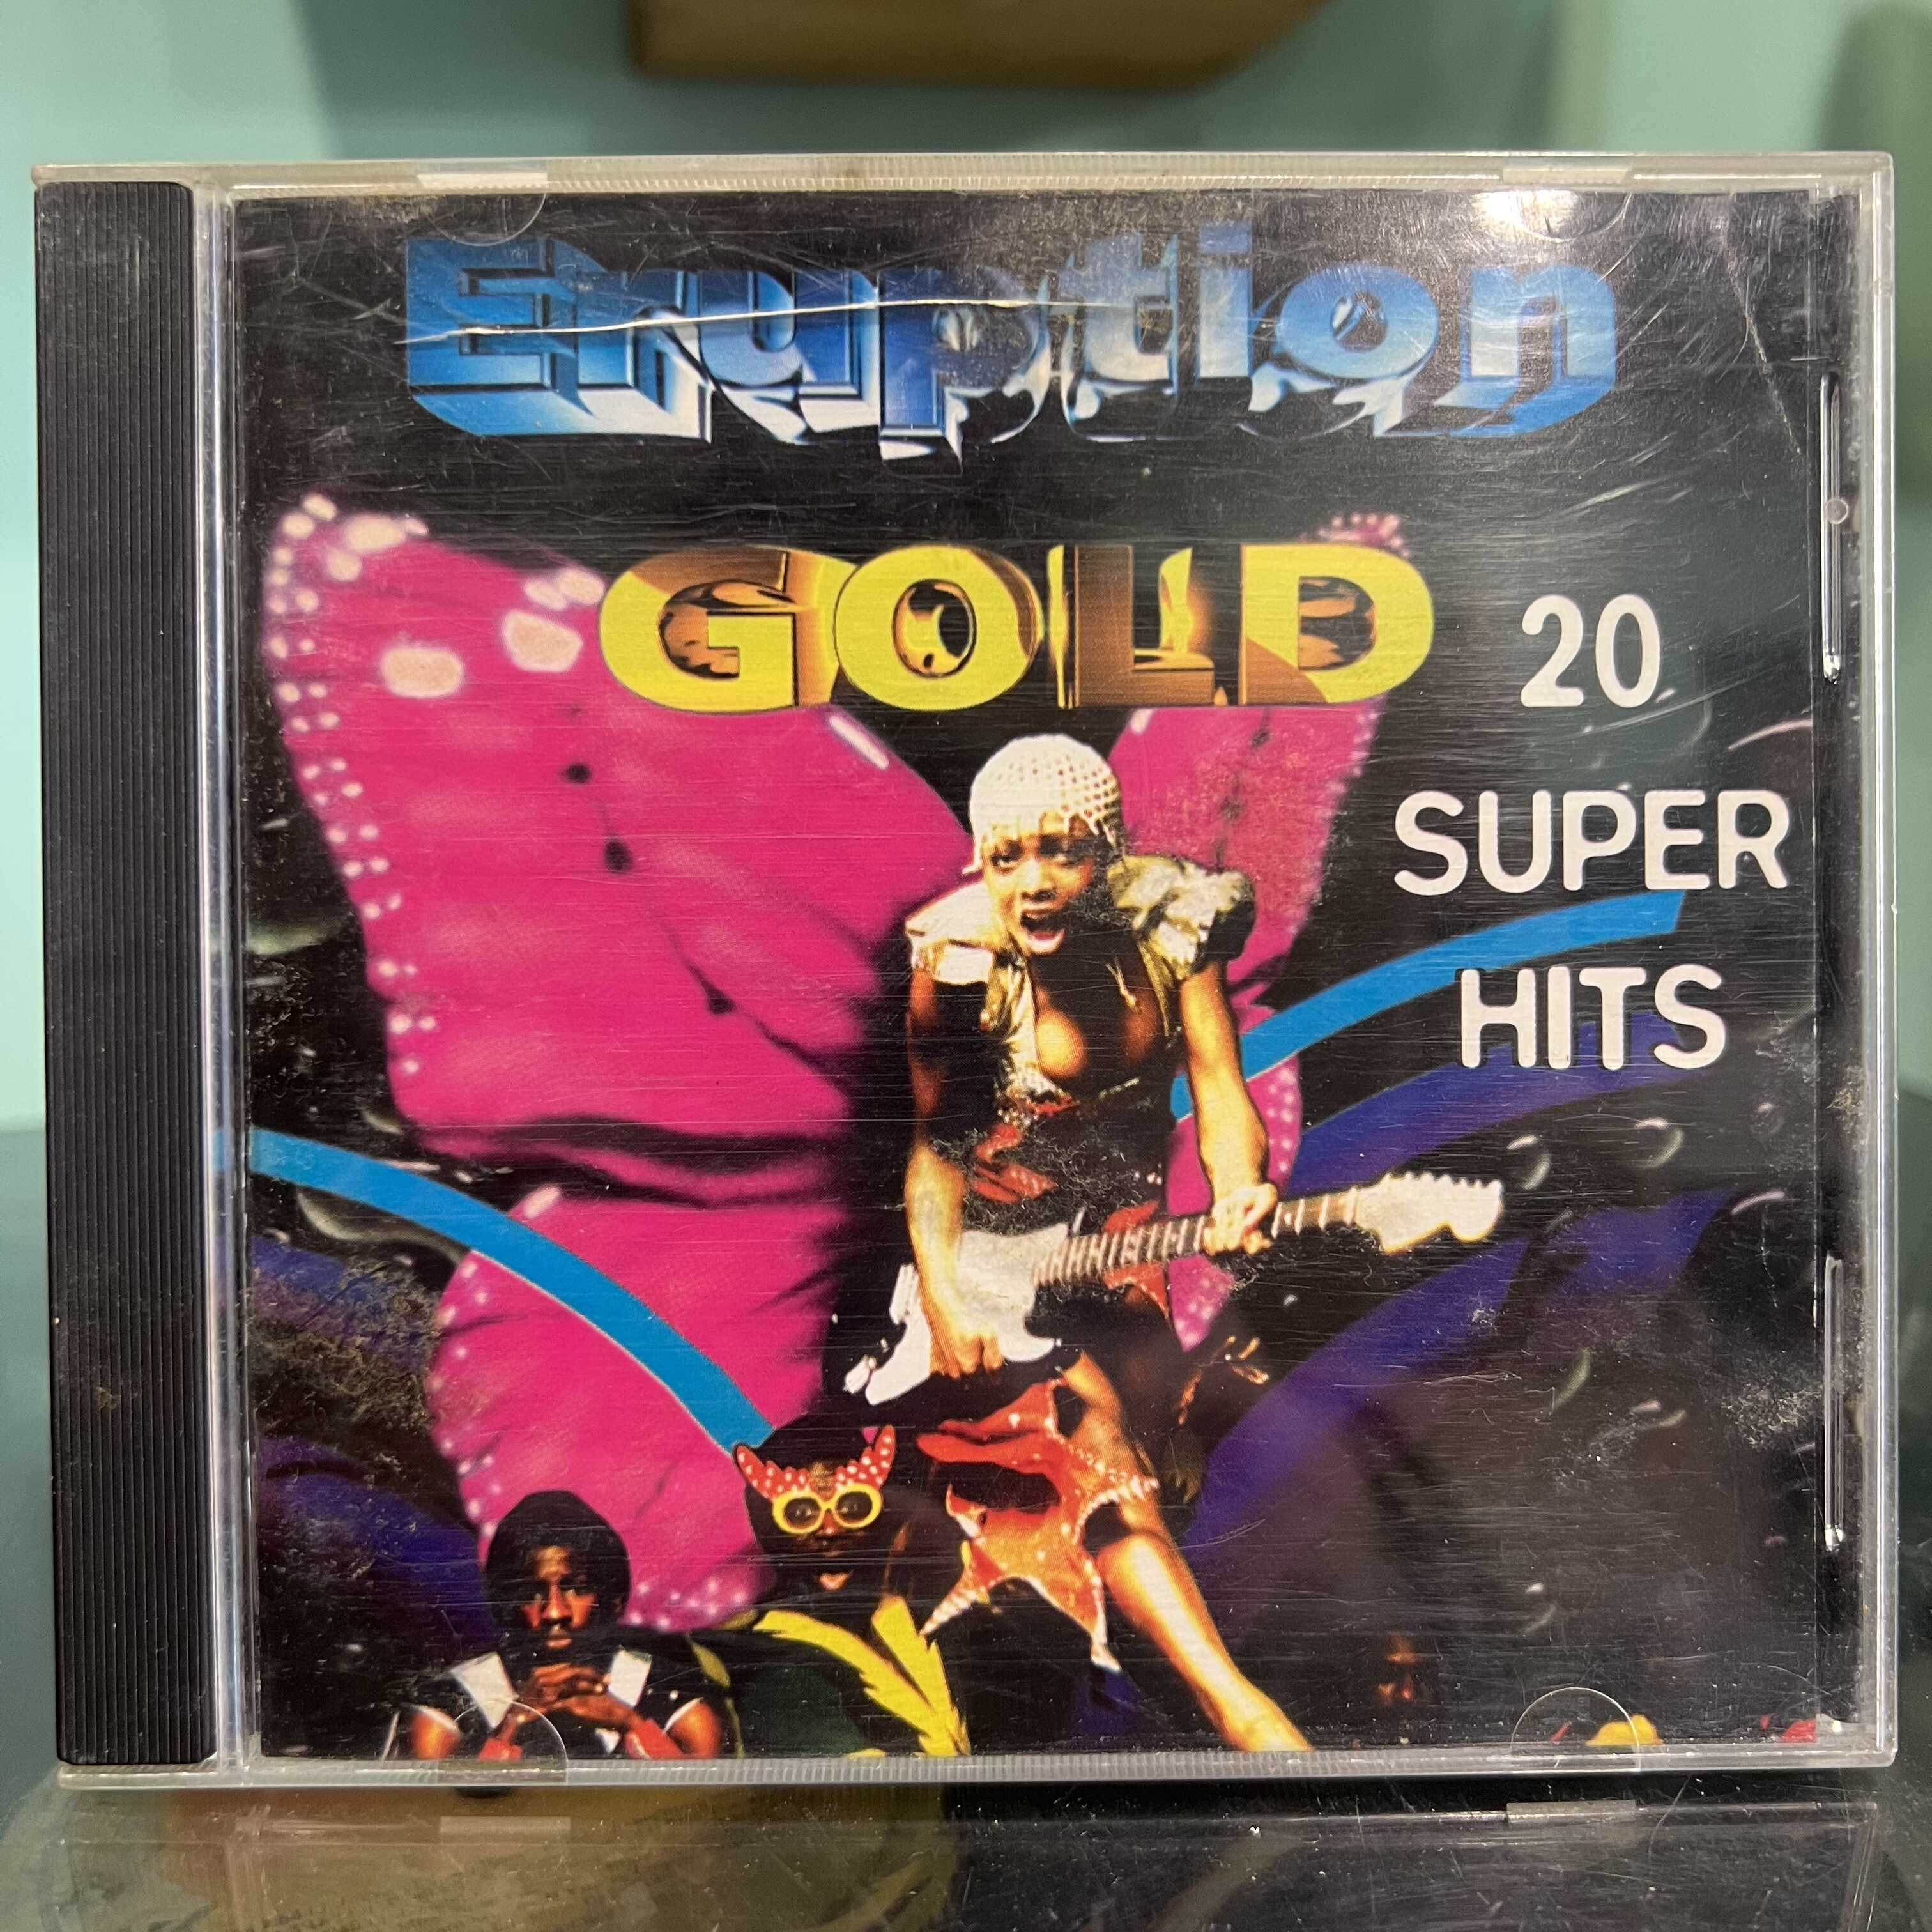 Eruption
GOLD
20
SUPER
HITS